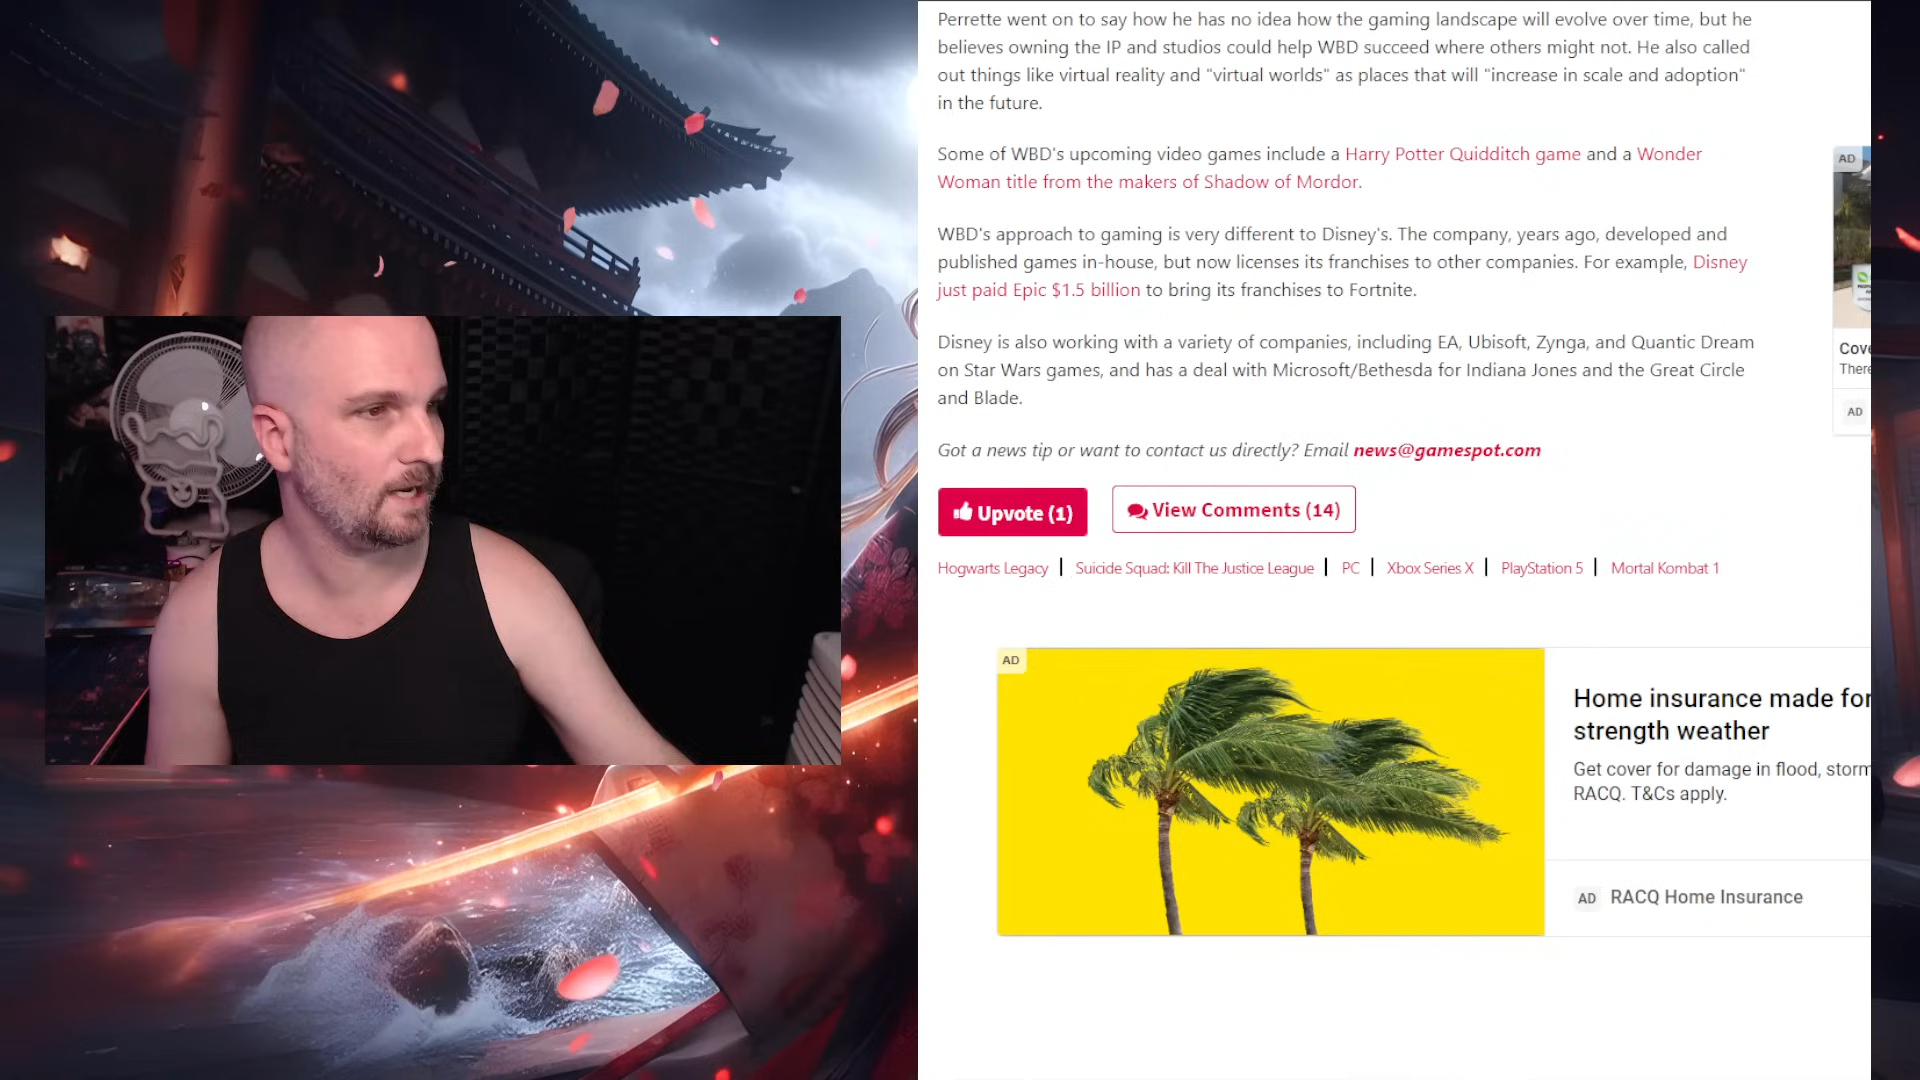 Perrette went on to say how he has no idea how the gaming landscape will evolve over time, but he
believes owning the IP and studios could help WBD succeed where others might not. He also called
out things like virtual reality and "virtual worlds" as places that will "increase in scale and adoption"
in the future.
Some of WBD's upcoming video games include a Harry Potter Quidditch game and a Wonder
Woman title from the makers of Shadow of Mordor.
WBD's approach to gaming is very different to Disney's. The company, years ago, developed and
published games in-house, but now licenses its franchises to other companies. For example, Disney
just paid Epic $1.5 billion to bring its franchises to Fortnite.
Disney is also working with a variety of companies, including EA, Ubisoft, Zynga, and Quantic Dream
on Star Wars games, and has a deal with Microsoft/Bethesda for Indiana Jones and the Great Circle
and Blade.
Got a news tip or want to contact us directly? Email news@gamespot.com
Upvote (1)
View Comments (14)
Hogwarts Legacy | Suicide Squad: Kill The Justice League | PC | Xbox Series X | PlayStation 5 | Mortal Kombat 1
AD
Home insurance made for
strength weather
Get cover for damage in flood, storm
RACQ. T&Cs apply.
AD RACQ Home Insurance
AD
Cove
There
AD